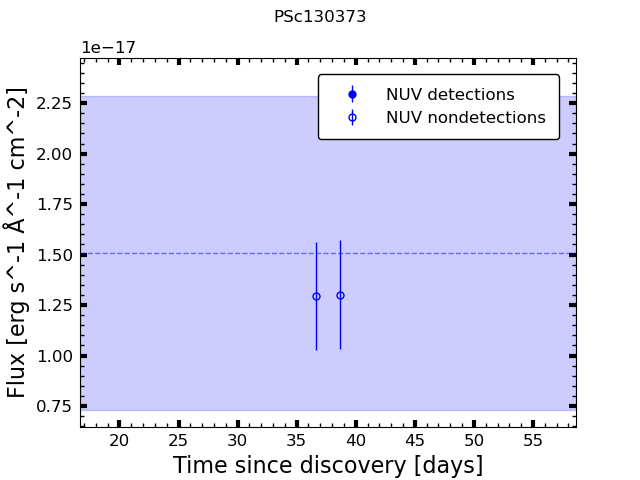 PSc130373
1e−17
2.25
2.00
1.75
1.50
1.25
1.00
0.75
Flux [erg s^-1 Å^-1 cm^-2]
NUV detections
NUV nondetections
20 25 30 35 40 45 50 55
Time since discovery [days]